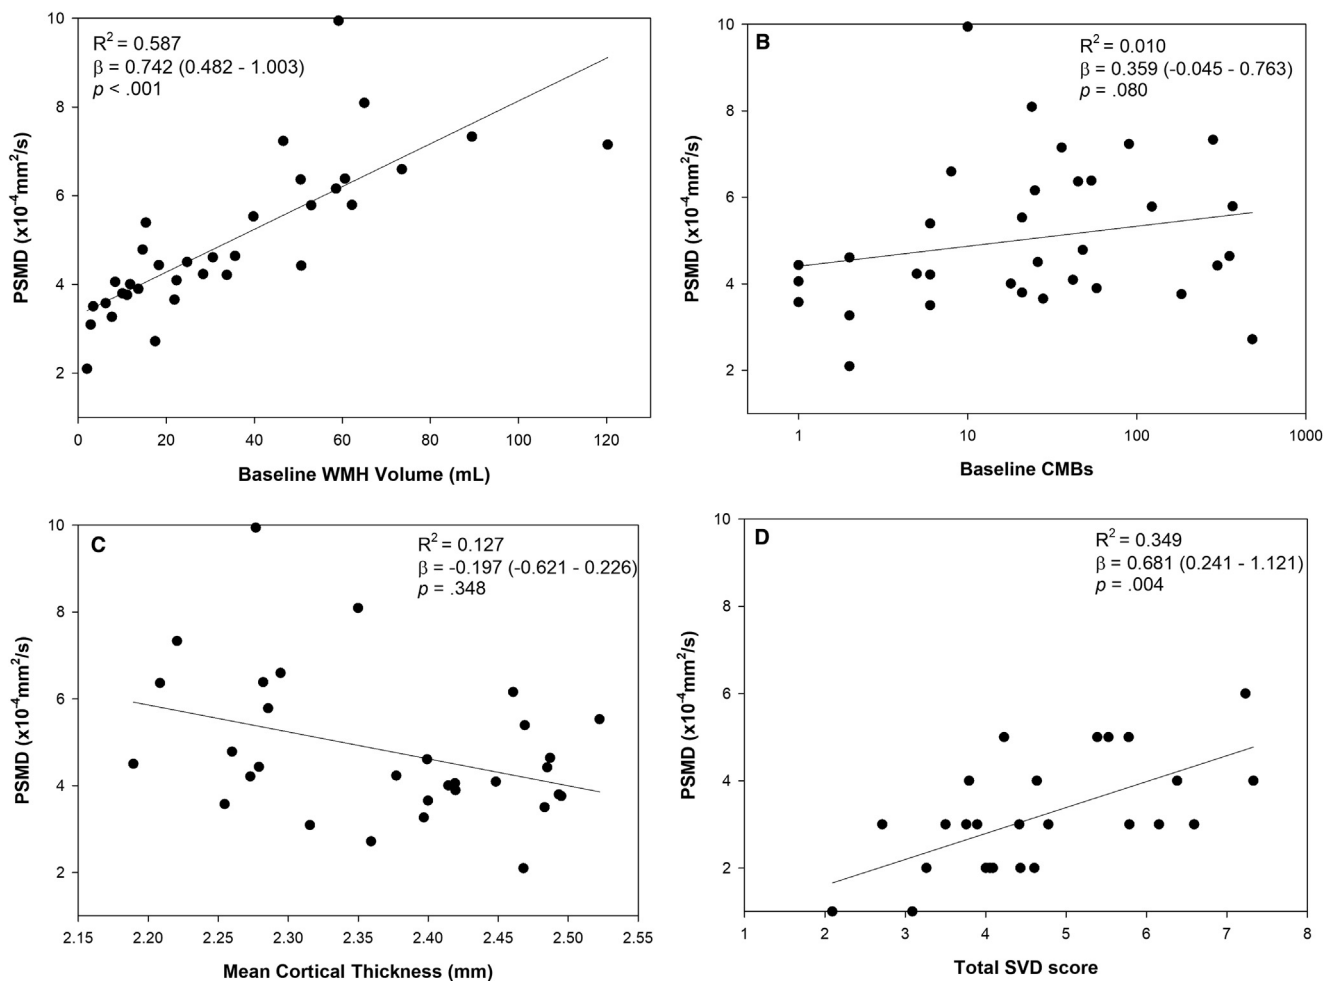 R² = 0.587
β = 0.742 (0.482 - 1.003)
p < .001
PSMD (x10⁻⁴mm²/s)
10
8
6
4
2
0 20 40 60 80 100 120
Baseline WMH Volume (mL)
B
R² = 0.010
β = 0.359 (-0.045 - 0.763)
p = .080
PSMD (x10⁻⁴mm²/s)
10
8
6
4
2
1 10 100 1000
Baseline CMBs
C
R² = 0.127
β = -0.197 (-0.621 - 0.226)
p = .348
PSMD (x10⁻⁴mm²/s)
10
8
6
4
2
2.15 2.20 2.25 2.30 2.35 2.40 2.45 2.50 2.55
Mean Cortical Thickness (mm)
D
R² = 0.349
β = 0.681 (0.241 - 1.121)
p = .004
PSMD (x10⁻⁴mm²/s)
10
8
6
4
2
1 2 3 4 5 6 7 8
Total SVD score